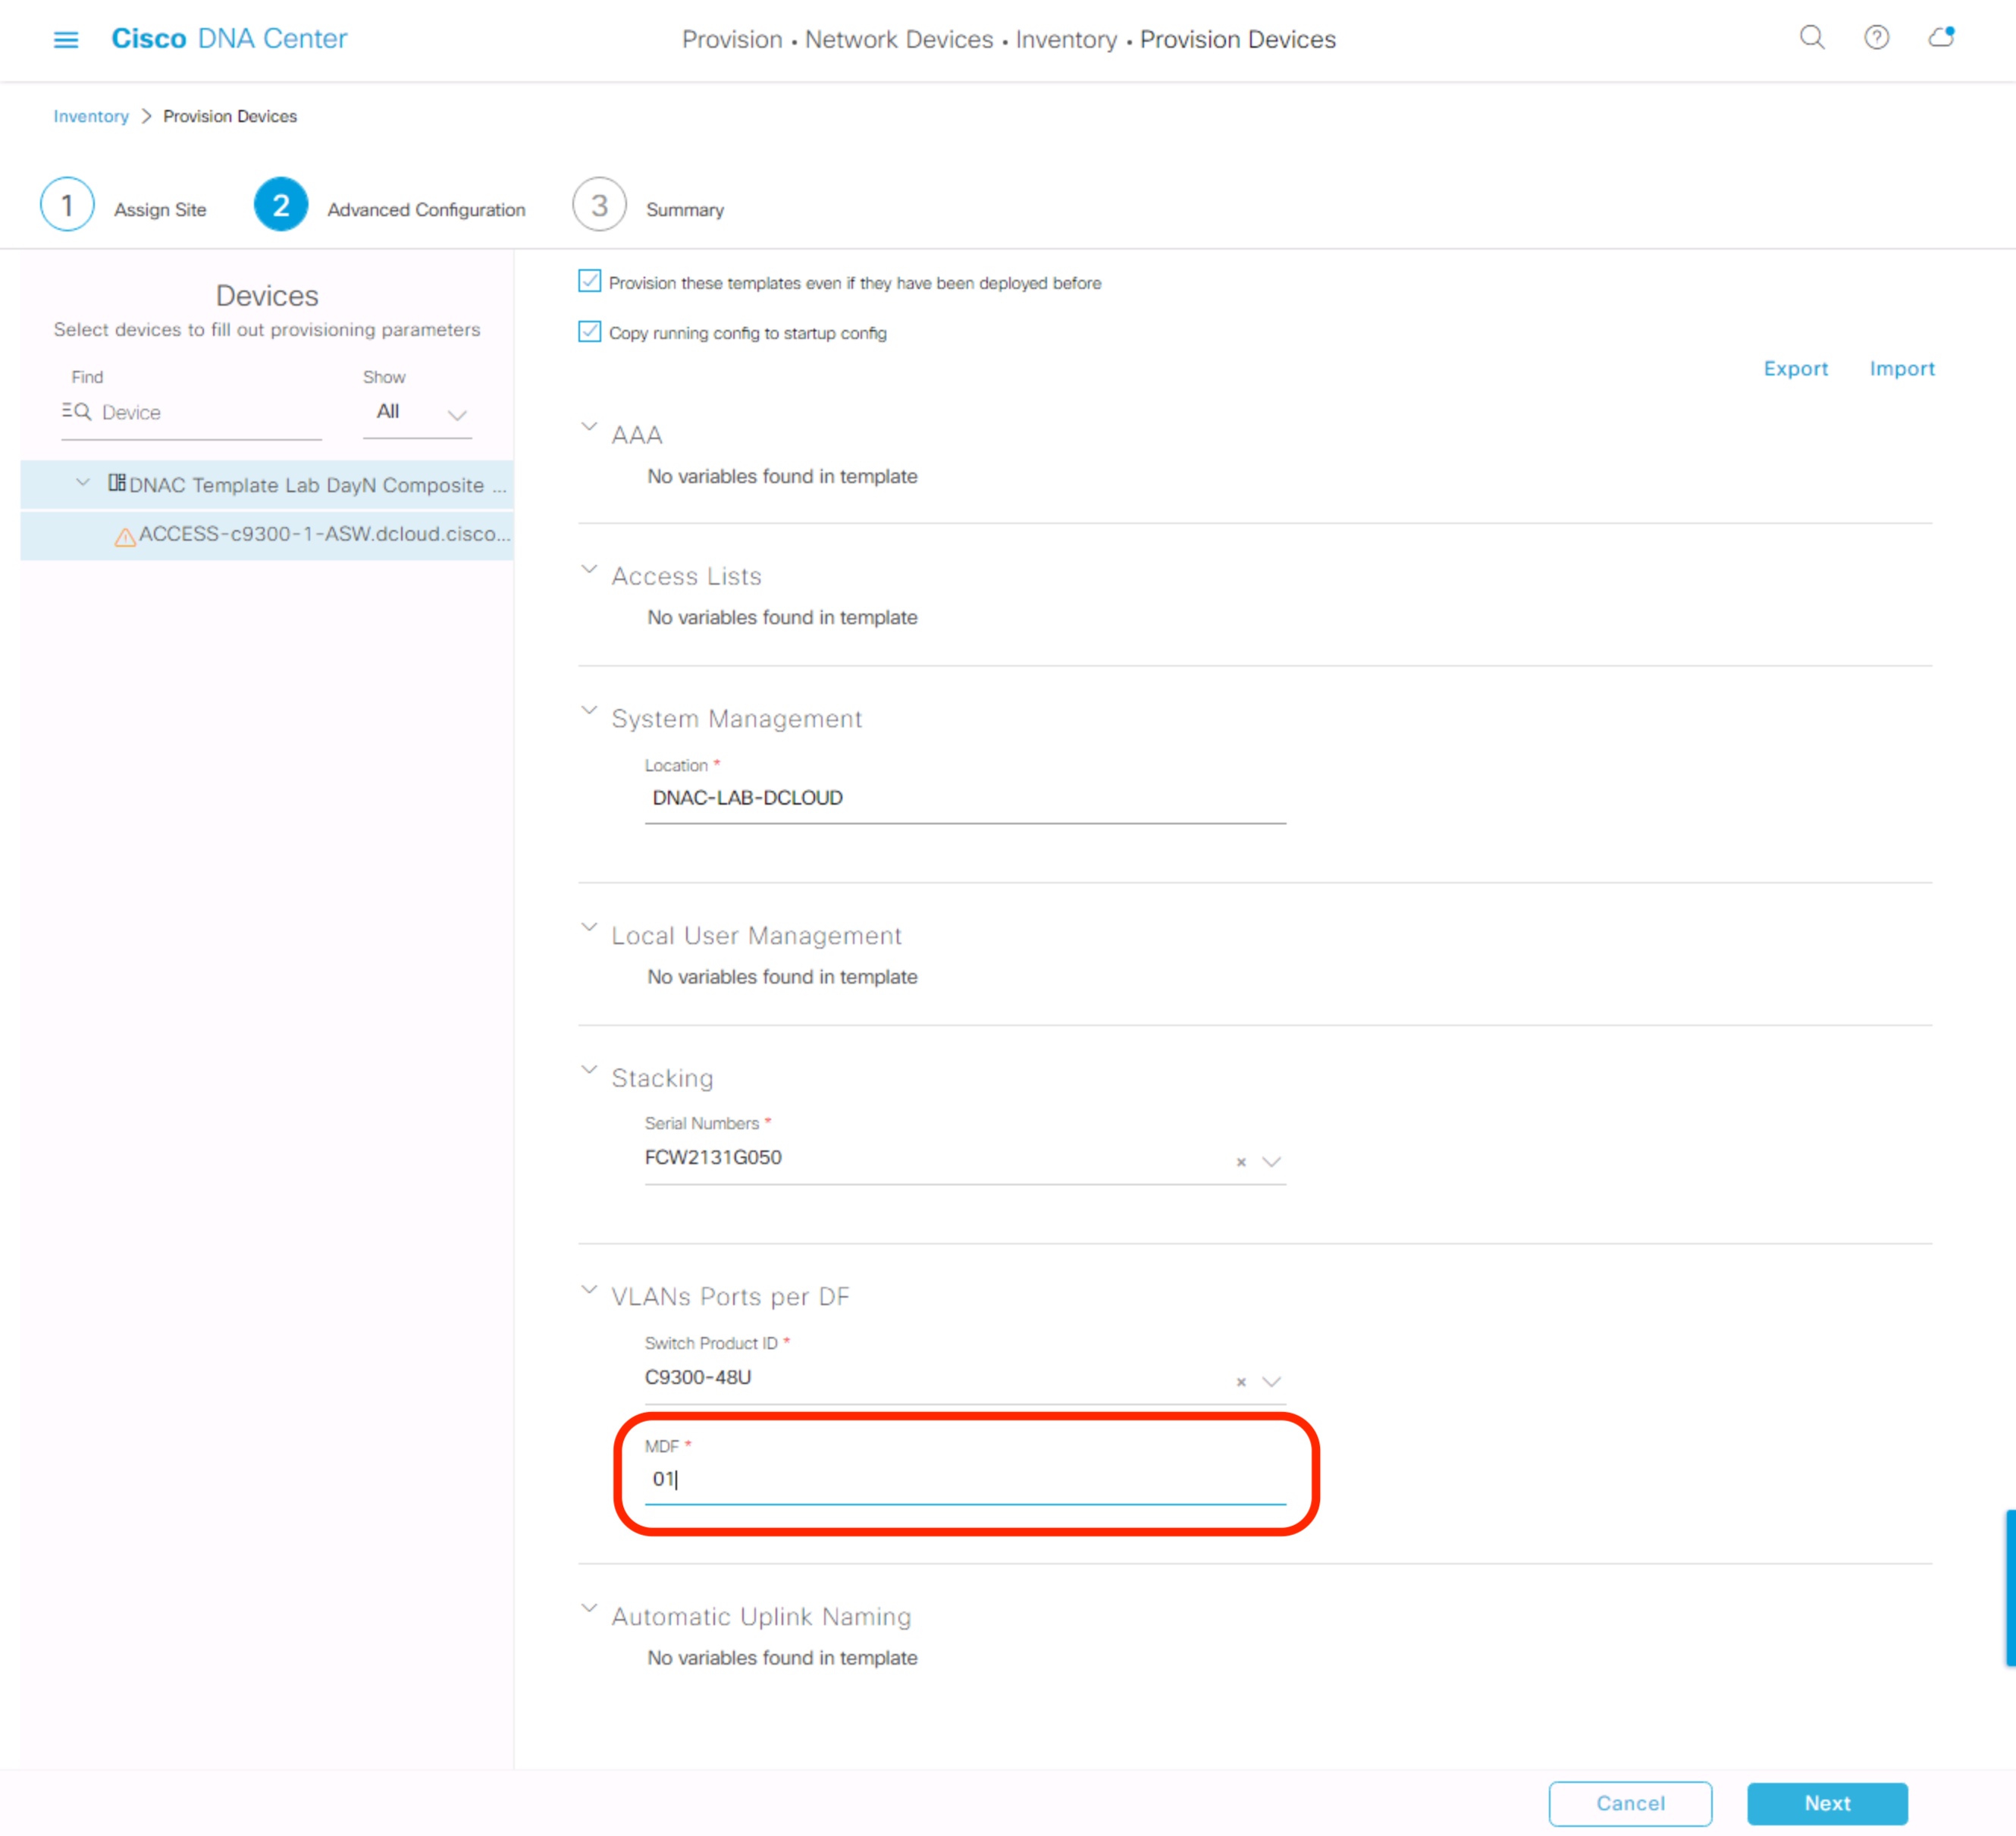 Cisco DNA Center
Provision • Network Devices • Inventory • Provision Devices
Inventory > Provision Devices
1 Assign Site 2 Advanced Configuration 3 Summary
Devices
Select devices to fill out provisioning parameters
Find Show
Device All
DNAC Template Lab DayN Composite ...
ACCESS-c9300-1-ASW.dcloud.cisco...
Provision these templates even if they have been deployed before
Copy running config to startup config
Export Import
AAA
No variables found in template
Access Lists
No variables found in template
System Management
Location *
DNAC-LAB-DCLOUD
Local User Management
No variables found in template
Stacking
Serial Numbers *
FCW2131G050
VLANs Ports per DF
Switch Product ID *
C9300-48U
MDF *
01
Automatic Uplink Naming
No variables found in template
Cancel Next